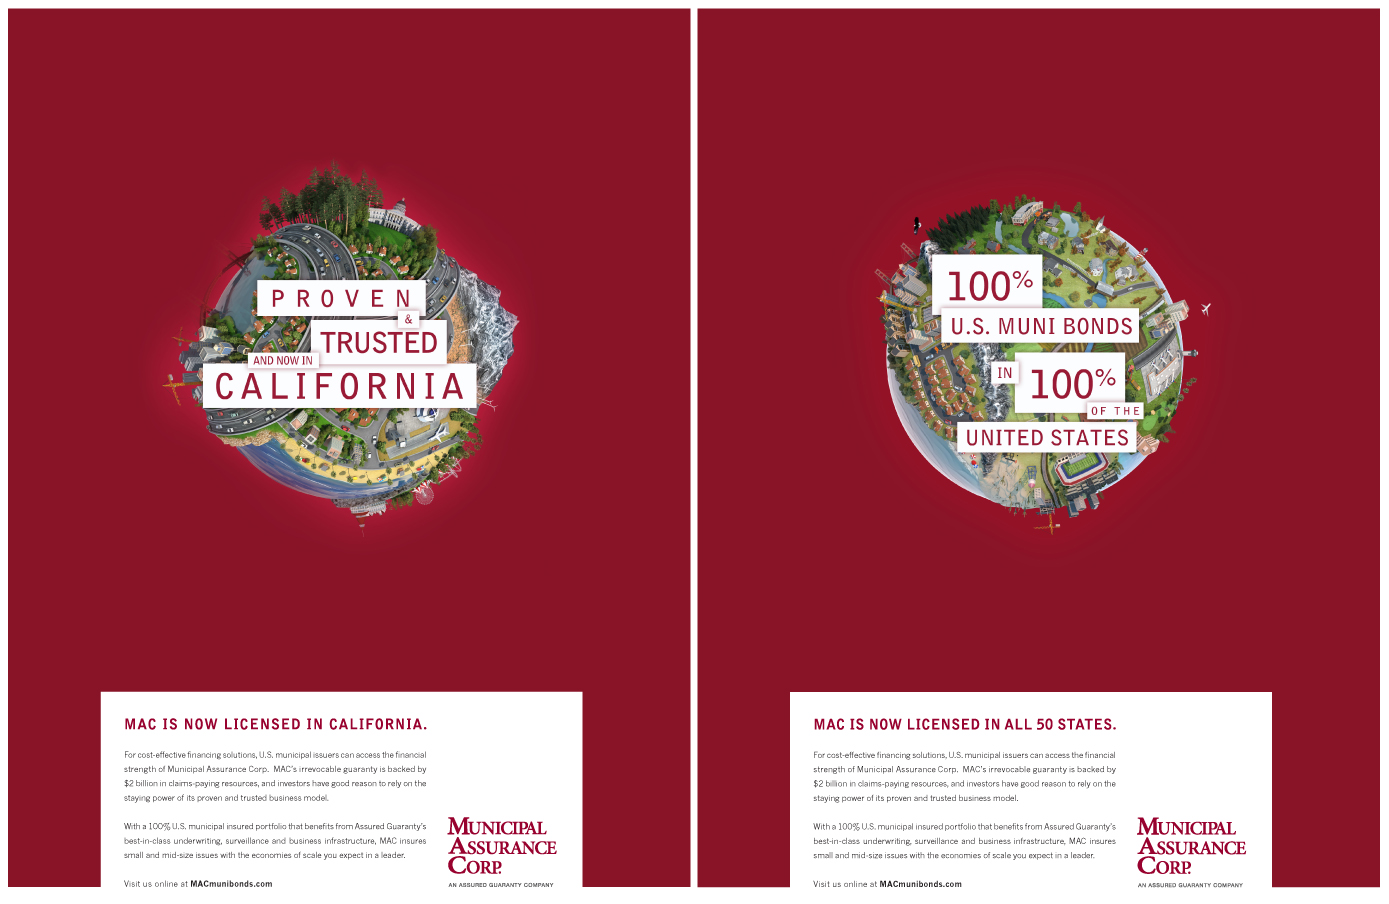 PROVEN
&
TRUSTED
AND NOW IN
CALIFORNIA
MAC IS NOW LICENSED IN CALIFORNIA.
For cost-effective financing solutions, U.S. municipal issuers can access the financial
strength of Municipal Assurance Corp. MAC's irrevocable guaranty is backed by
$2 billion in claims-paying resources, and investors have good reason to rely on the
staying power of its proven and trusted business model.
With a 100% U.S. municipal insured portfolio that benefits from Assured Guaranty's
best-in-class underwriting, surveillance and business infrastructure, MAC insures
small and mid-size issues with the economies of scale you expect in a leader.
Visit us online at MACmunibonds.com
MUNICIPAL
ASSURANCE
CORP.
AN ASSURED GUARANTY COMPANY
100%
U.S. MUNI BONDS
IN
100%
OF THE
UNITED STATES
MAC IS NOW LICENSED IN ALL 50 STATES.
For cost-effective financing solutions, U.S. municipal issuers can access the financial
strength of Municipal Assurance Corp. MAC's irrevocable guaranty is backed by
$2 billion in claims-paying resources, and investors have good reason to rely on the
staying power of its proven and trusted business model.
With a 100% U.S. municipal insured portfolio that benefits from Assured Guaranty's
best-in-class underwriting, surveillance and business infrastructure, MAC insures
small and mid-size issues with the economies of scale you expect in a leader.
Visit us online at MACmunibonds.com
MUNICIPAL
ASSURANCE
CORP.
AN ASSURED GUARANTY COMPANY